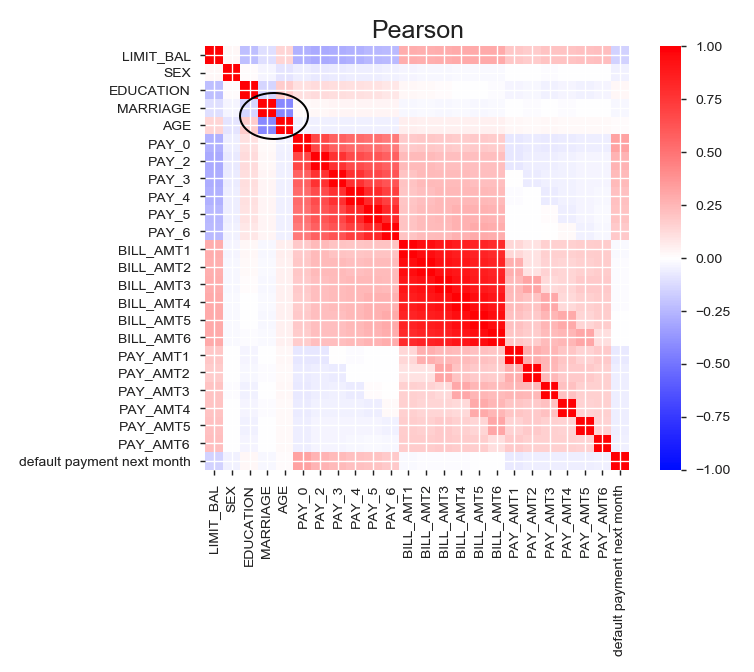 Pearson
LIMIT_BAL
SEX
EDUCATION
MARRIAGE
AGE
PAY_0
PAY_2
PAY_3
PAY_4
PAY_5
PAY_6
BILL_AMT1
BILL_AMT2
BILL_AMT3
BILL_AMT4
BILL_AMT5
BILL_AMT6
PAY_AMT1
PAY_AMT2
PAY_AMT3
PAY_AMT4
PAY_AMT5
PAY_AMT6
default payment next month
LIMIT_BAL
SEX
EDUCATION
MARRIAGE
AGE
PAY_0
PAY_2
PAY_3
PAY_4
PAY_5
PAY_6
BILL_AMT1
BILL_AMT2
BILL_AMT3
BILL_AMT4
BILL_AMT5
BILL_AMT6
PAY_AMT1
PAY_AMT2
PAY_AMT3
PAY_AMT4
PAY_AMT5
PAY_AMT6
default payment next month
1.00
0.75
0.50
0.25
0.00
−0.25
−0.50
−0.75
−1.00